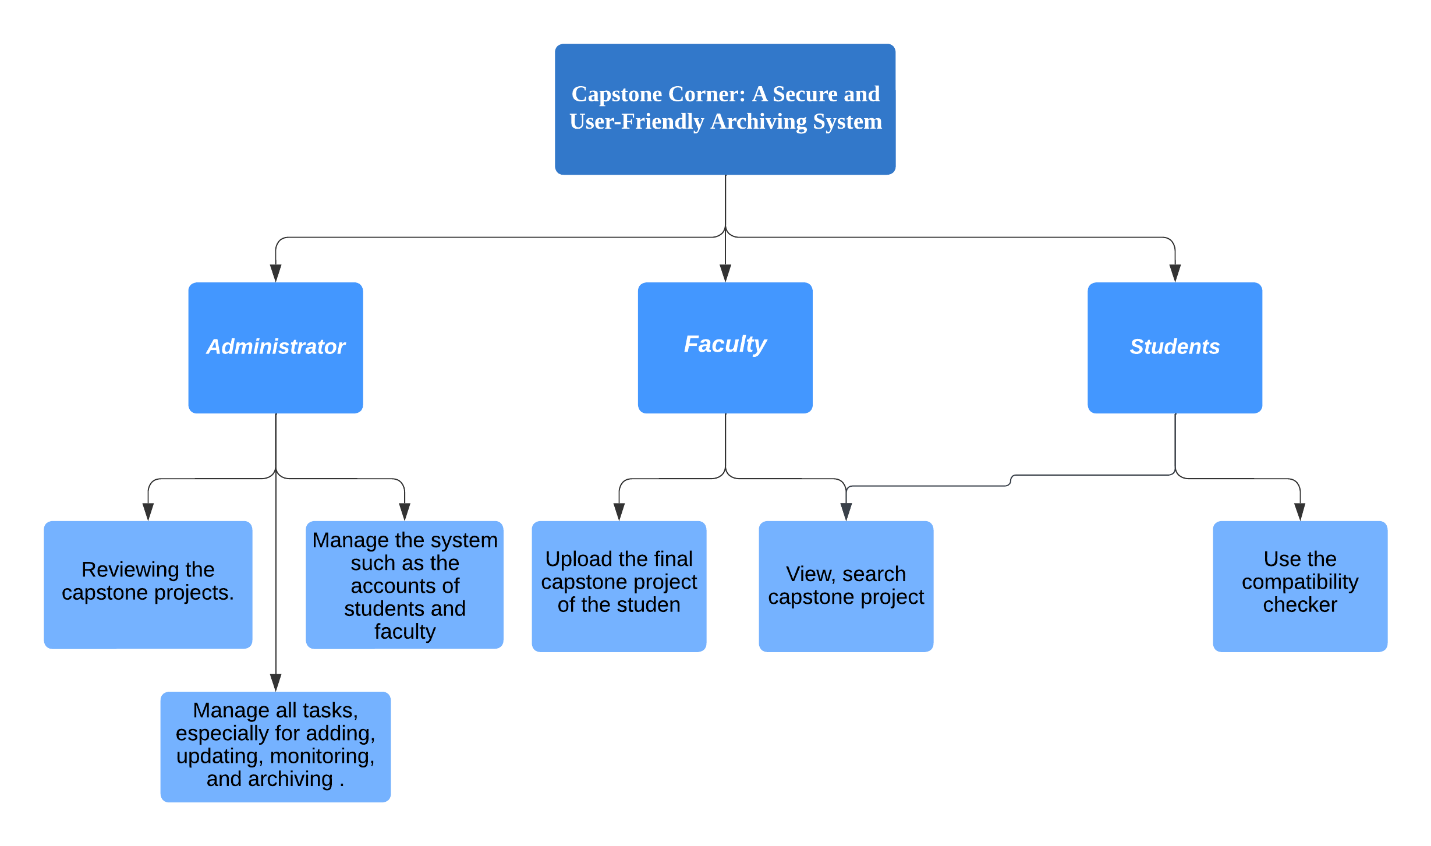 Capstone Corner: A Secure and
User-Friendly Archiving System
Administrator
Faculty
Students
Reviewing the
capstone projects.
Manage the system
such as the
accounts of
students and
faculty
Upload the final
capstone project
of the studen
View, search
capstone project
Use the
compatibility
checker
Manage all tasks,
especially for adding,
updating, monitoring,
and archiving .